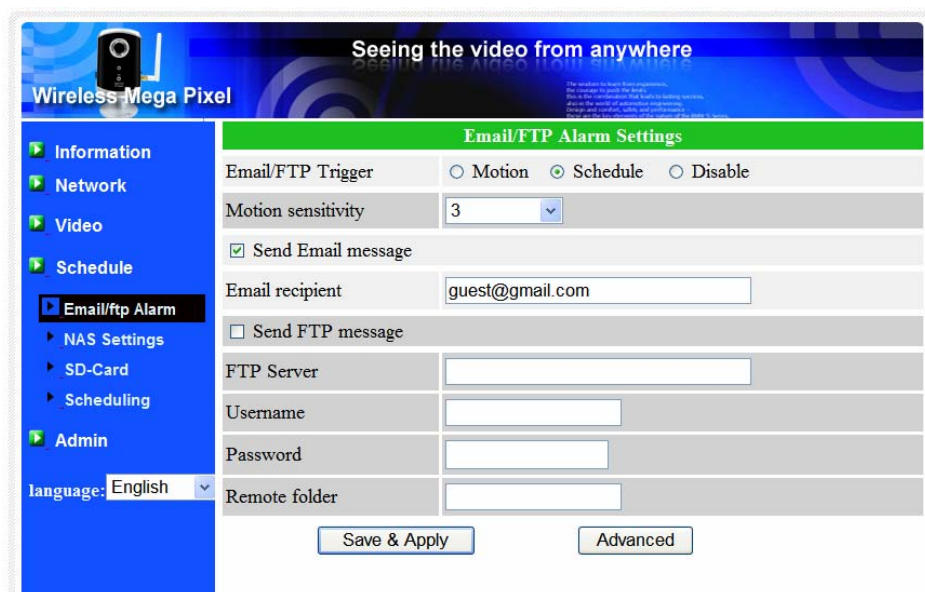 Seeing the video from anywhere
Wireless Mega Pixel
Information
Network
Video
Schedule
Email/ftp Alarm
NAS Settings
SD-Card
Scheduling
Admin
language: English
Email/FTP Alarm Settings
Email/FTP Trigger Motion Schedule Disable
Motion sensitivity 3
Send Email message
Email recipient guest@gmail.com
Send FTP message
FTP Server
Username
Password
Remote folder
Save & Apply Advanced